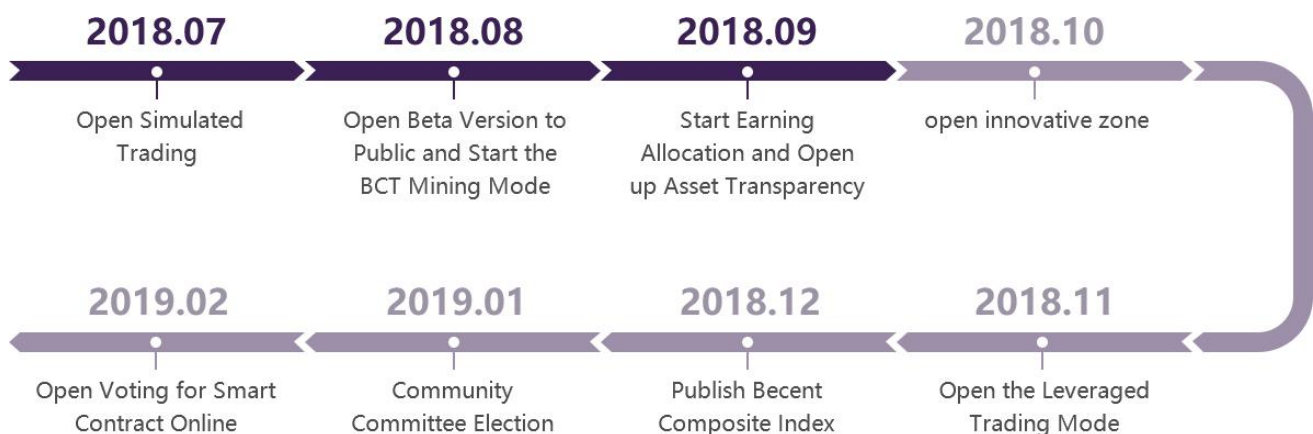 2018.07
2018.08
2018.09
2018.10
Open Simulated
Trading
Open Beta Version to
Public and Start the
BCT Mining Mode
Start Earning
Allocation and Open
up Asset Transparency
open innovative zone
2019.02
2019.01
2018.12
2018.11
Open Voting for Smart
Contract Online
Community
Committee Election
Publish Becent
Composite Index
Open the Leveraged
Trading Mode